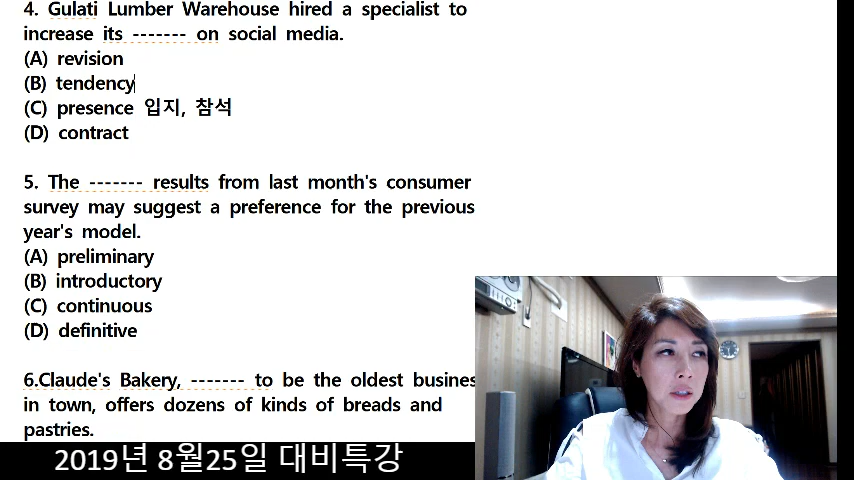 4. Gulati Lumber Warehouse hired a specialist to
increase its ------- on social media.
(A) revision
(B) tendency
(C) presence 입지, 참석
(D) contract
5. The ------- results from last month's consumer
survey may suggest a preference for the previous
year's model.
(A) preliminary
(B) introductory
(C) continuous
(D) definitive
6.Claude's Bakery, ------- to be the oldest busines
in town, offers dozens of kinds of breads and
pastries.
2019년 8월25일 대비특강